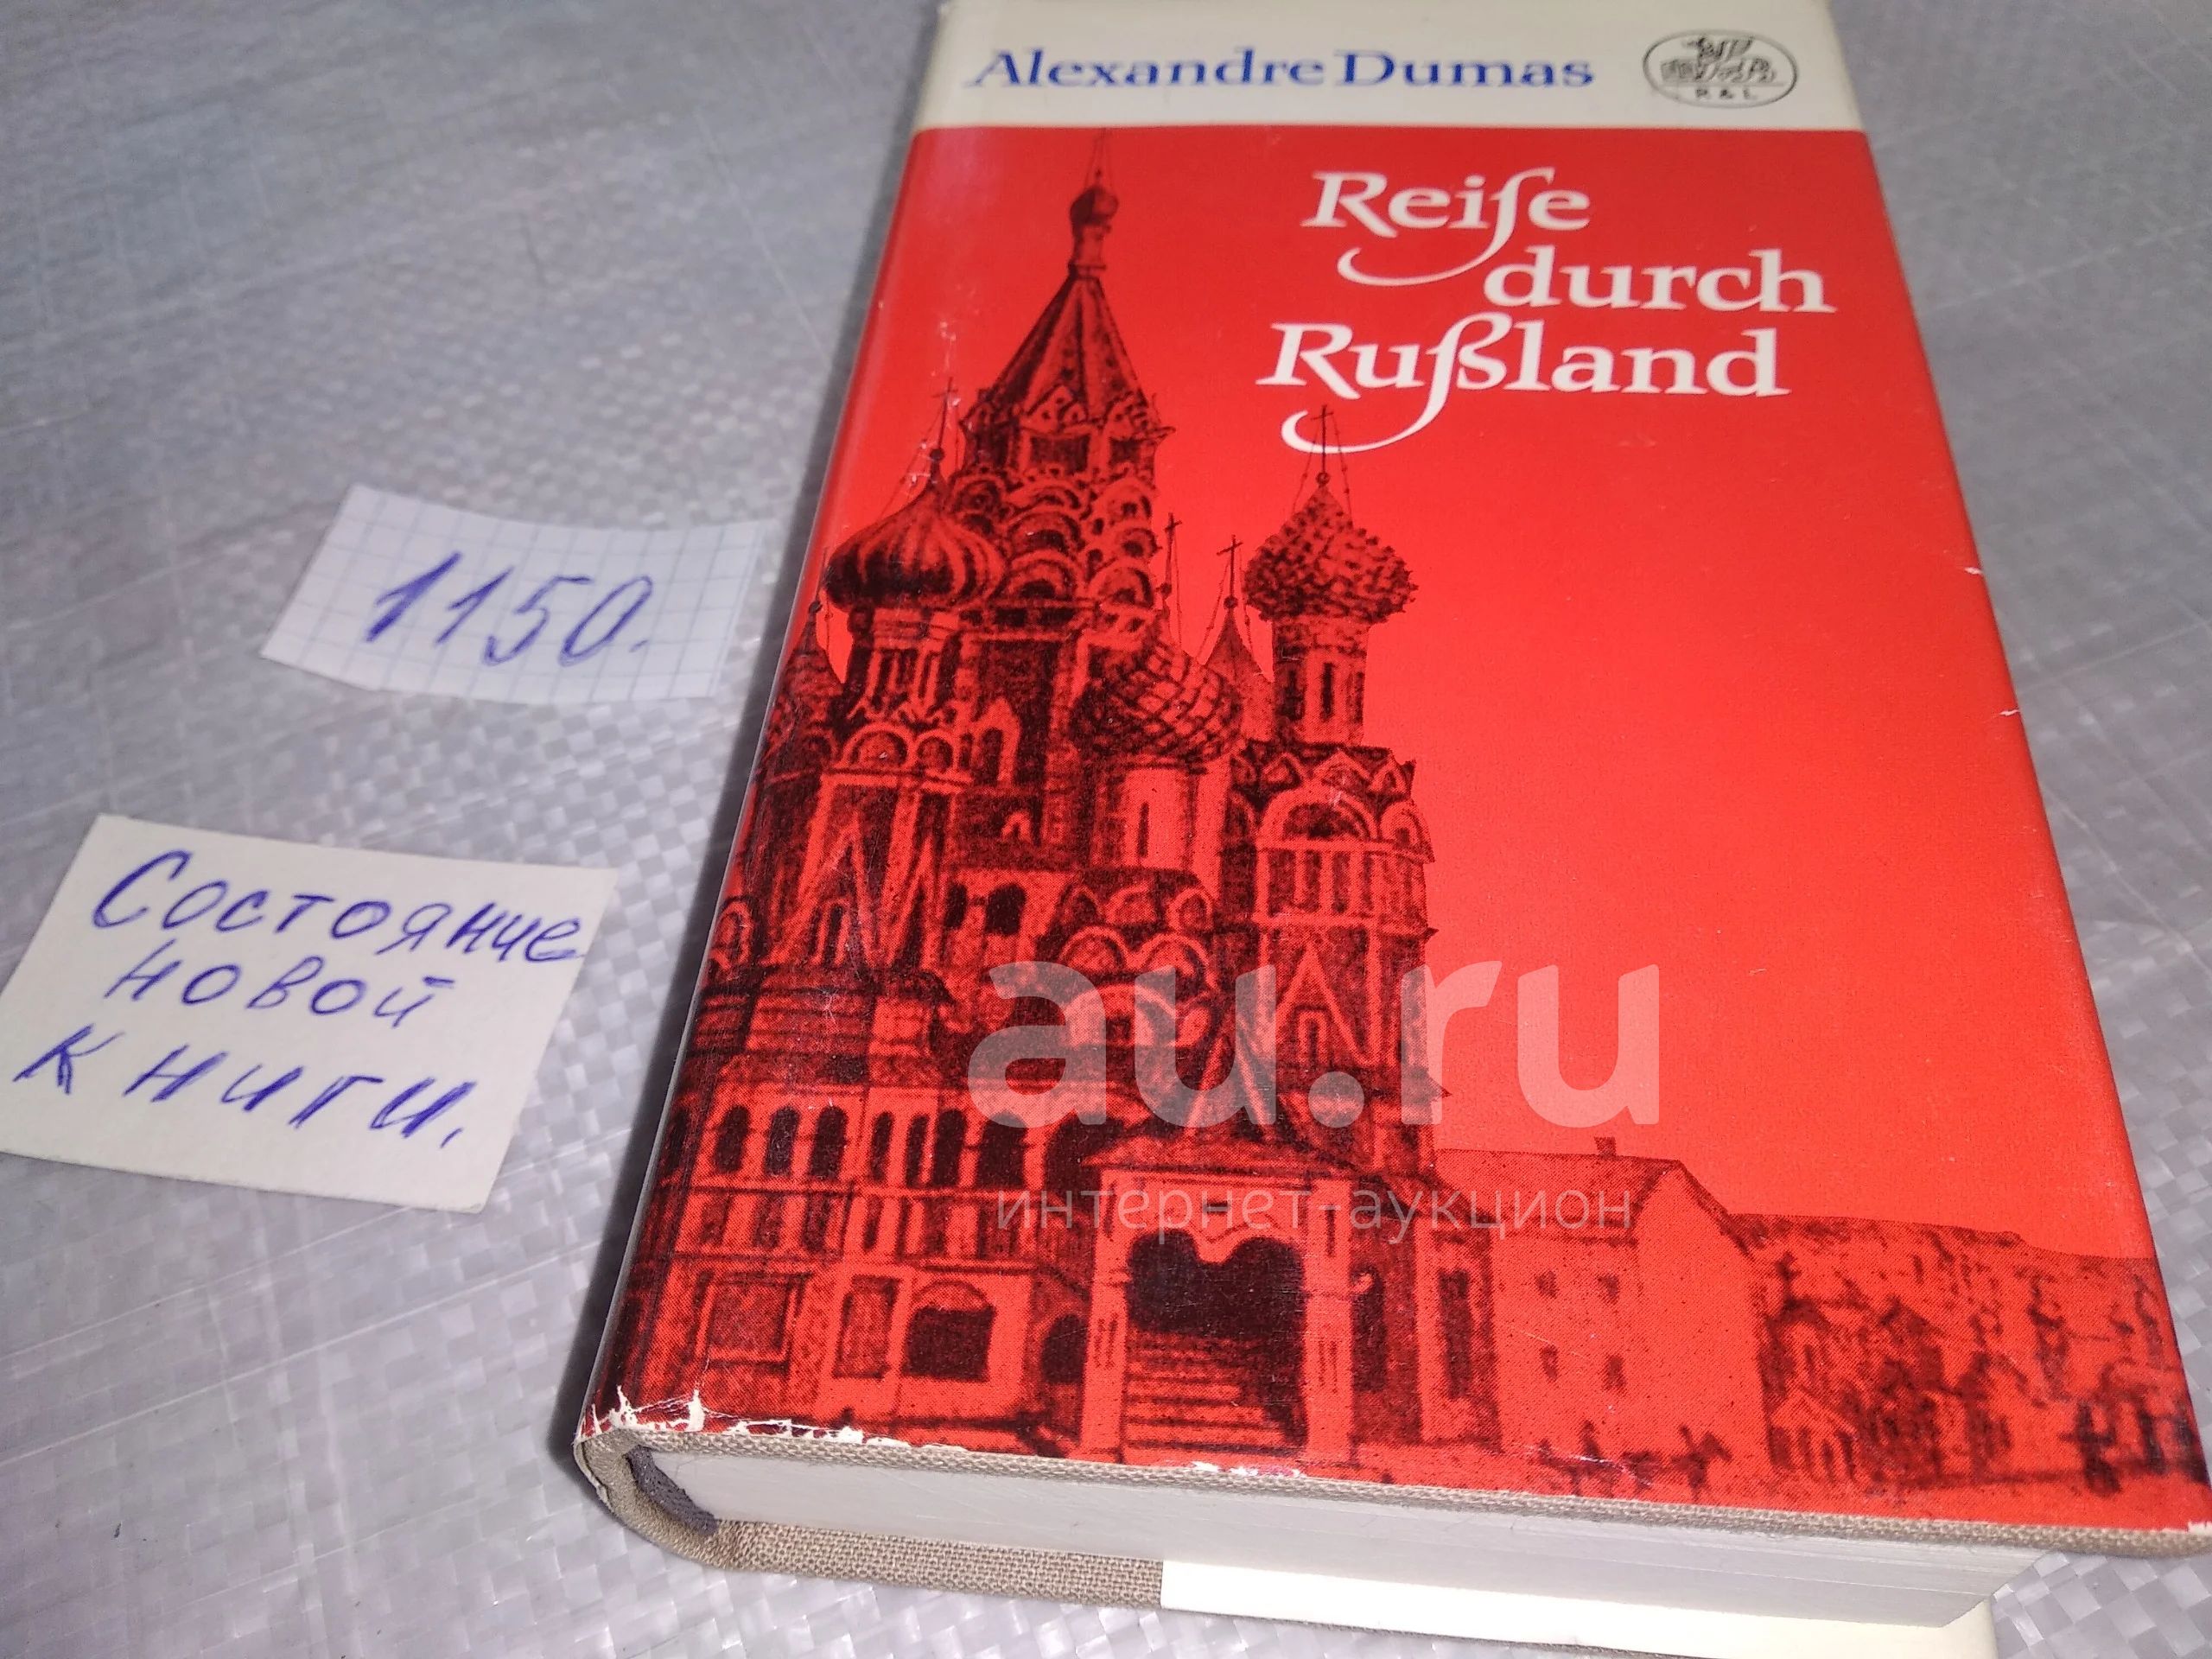 Alexandre Dumas
R & L
Reiſe
durch
Rußland
1150.
Состояние
новой
книги.
au.ru
интернет-аукцион